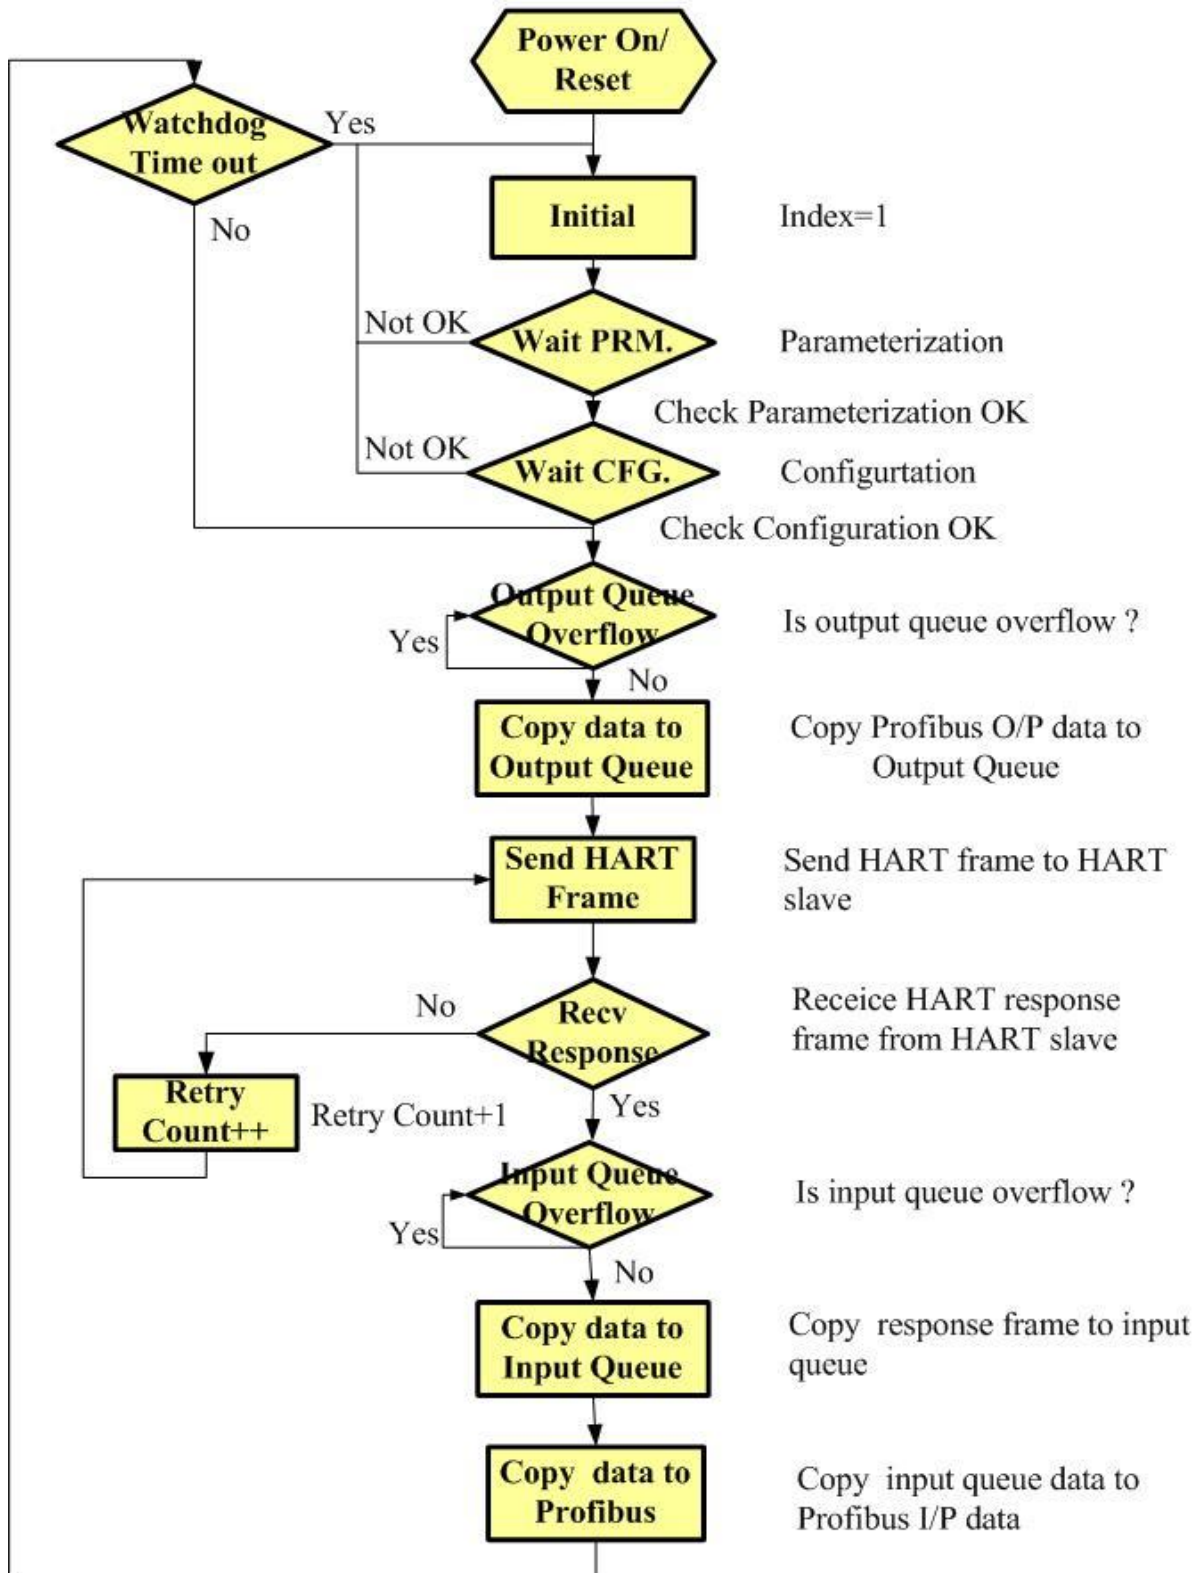 Power On/
Reset
Watchdog
Time out
Yes
No
Initial
Index=1
Not OK
Wait PRM.
Parameterization
Check Parameterization OK
Not OK
Wait CFG.
Configurtation
Check Configuration OK
Output Queue
Overflow
Yes
Is output queue overflow ?
No
Copy data to
Output Queue
Copy Profibus O/P data to
Output Queue
Send HART
Frame
Send HART frame to HART
slave
No
Recv
Response
Receice HART response
frame from HART slave
Retry
Count++
Retry Count+1
Yes
Input Queue
Overflow
Yes
Is input queue overflow ?
No
Copy data to
Input Queue
Copy  response frame to input
queue
Copy  data to
Profibus
Copy  input queue data to
Profibus I/P data